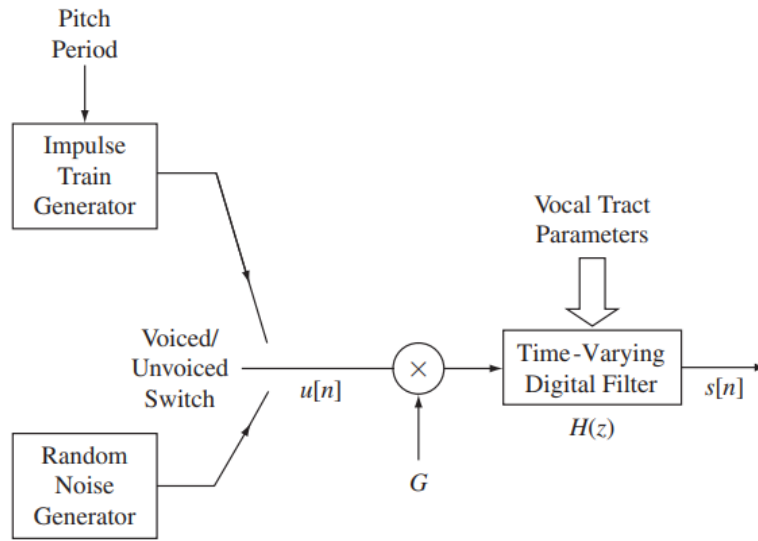 Pitch
Period
Impulse
Train
Generator
Vocal Tract
Parameters
Voiced/
Unvoiced
Switch
u[n]
×
Time-Varying
Digital Filter
s[n]
H(z)
G
Random
Noise
Generator